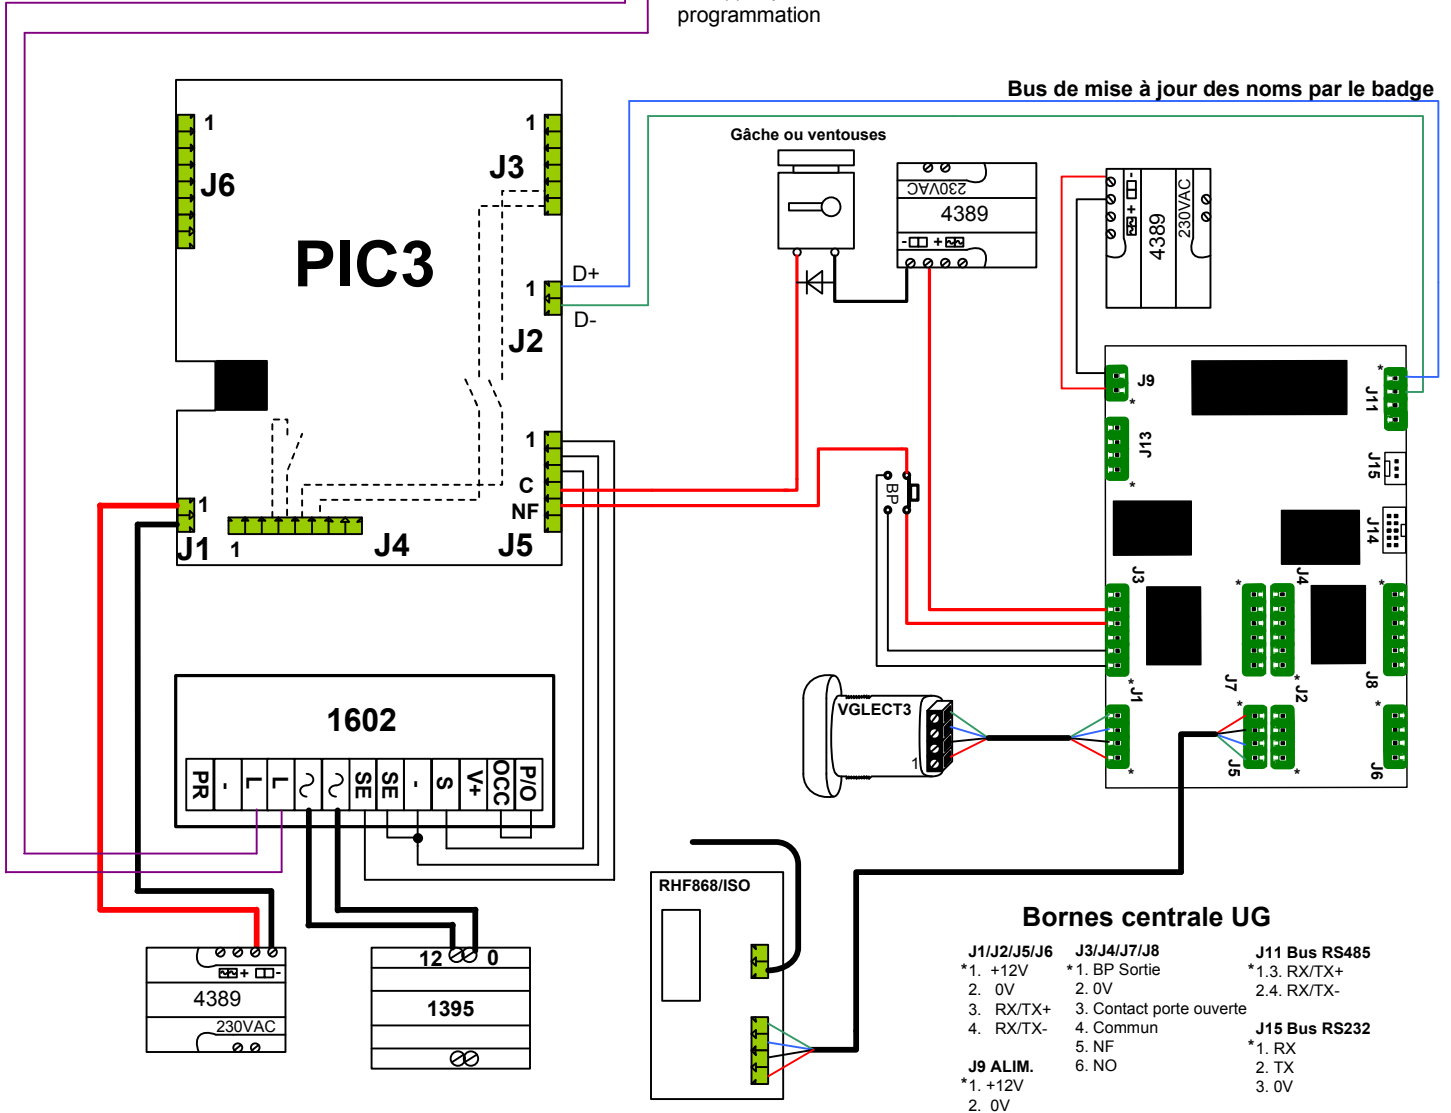 programmation
Bus de mise à jour des noms par le badge
Gâche ou ventouses
1
J6
1
J3
PIC3
D+
1
D-
J2
1
C
NF
J5
1
J1
1
J4
230VAC
4389
- +
- +
4389
230VAC
BP
* J9 *
J13 *
* J11
J15
J14
J3 *
* J7
J4 *
* J8
J1 *
* J5
J2 *
* J6
VGLECT3
1
1602
PR - L L SE SE - S V+ OCC P/O
+ -
4389
230VAC
12 0
1395
RHF868/ISO
Bornes centrale UG
J1/J2/J5/J6
*1. +12V
2. 0V
3. RX/TX+
4. RX/TX-
J9 ALIM.
*1. +12V
2. 0V
J3/J4/J7/J8
*1. BP Sortie
2. 0V
3. Contact porte ouverte
4. Commun
5. NF
6. NO
J11 Bus RS485
*1.3. RX/TX+
2.4. RX/TX-
J15 Bus RS232
*1. RX
2. TX
3. 0V